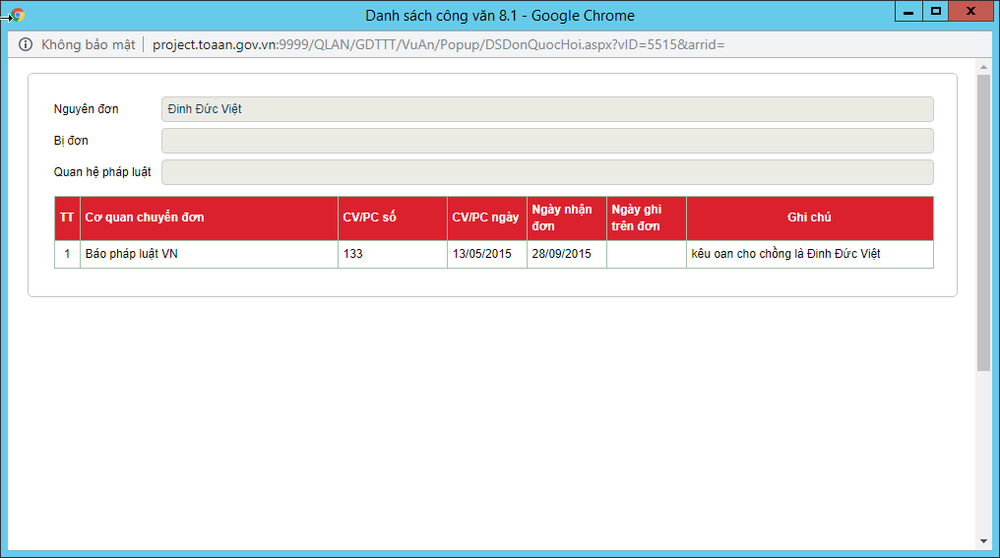 Danh sách công văn 8.1 - Google Chrome
Không bảo mật project.toaan.gov.vn:9999/QLAN/GDTTT/VuAn/Popup/DSDonQuocHoi.aspx?vID=5515&arrid=
Nguyên đơn Đinh Đức Việt
Bị đơn
Quan hệ pháp luật
TT Cơ quan chuyển đơn CV/PC số CV/PC ngày Ngày nhận đơn Ngày ghi trên đơn Ghi chú
1 Báo pháp luật VN 133 13/05/2015 28/09/2015 kêu oan cho chồng là Đinh Đức Việt